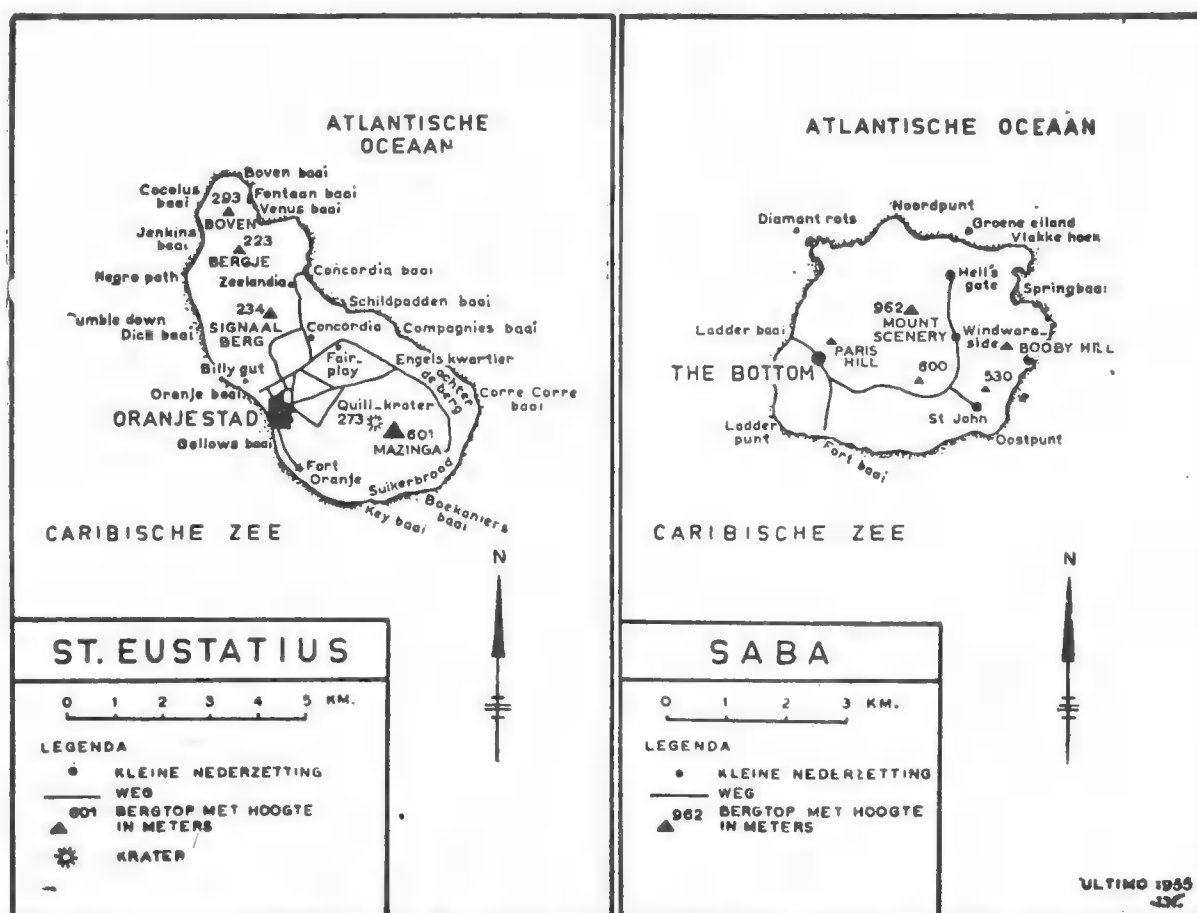 ATLANTISCHE
OCEAAN
Boven baai
Cocolus
baai
293
Fontaan baai
Venus baai
BOVEN
Jenkins
baai
223
BERGJE
Negro path
Zeelandia
Concordia baai
234
Schildpadden baai
Tumble down
Dick baai
SIGNAAL
BERG
Concordia
Compagnies baai
Fair-
play
Engels kwartier
Billy gut
achter
de berg
Oranje baai
Corre Corre
baai
ORANJESTAD
Quill-krater
273
601
MAZINGA
Gallows baai
Fort
Oranje
Suikerbrood
Boekaniers
baai
Key baai
CARIBISCHE ZEE
N
ST. EUSTATIUS
0 1 2 3 4 5 KM.
LEGENDA
KLEINE NEDERZETTING
WEG
601 BERGTOP MET HOOGTE
IN METERS
KRATER
ATLANTISCHE OCEAAN
Noordpunt
Diamant rots
Groene eiland
Vlakke hoek
Hell's
gate
Springbaai
962
MOUNT
SCENERY
Ladder baai
Windward-
side
PARIS
HILL
BOOBY HILL
THE BOTTOM
600
530
St John
Ladder
punt
Oostpunt
Fort baai
CARIBISCHE ZEE
N
SABA
0 1 2 3 KM.
LEGENDA
KLEINE NEDERZETTING
WEG
962 BERGTOP MET HOOGTE
IN METERS
ULTIMO 1955